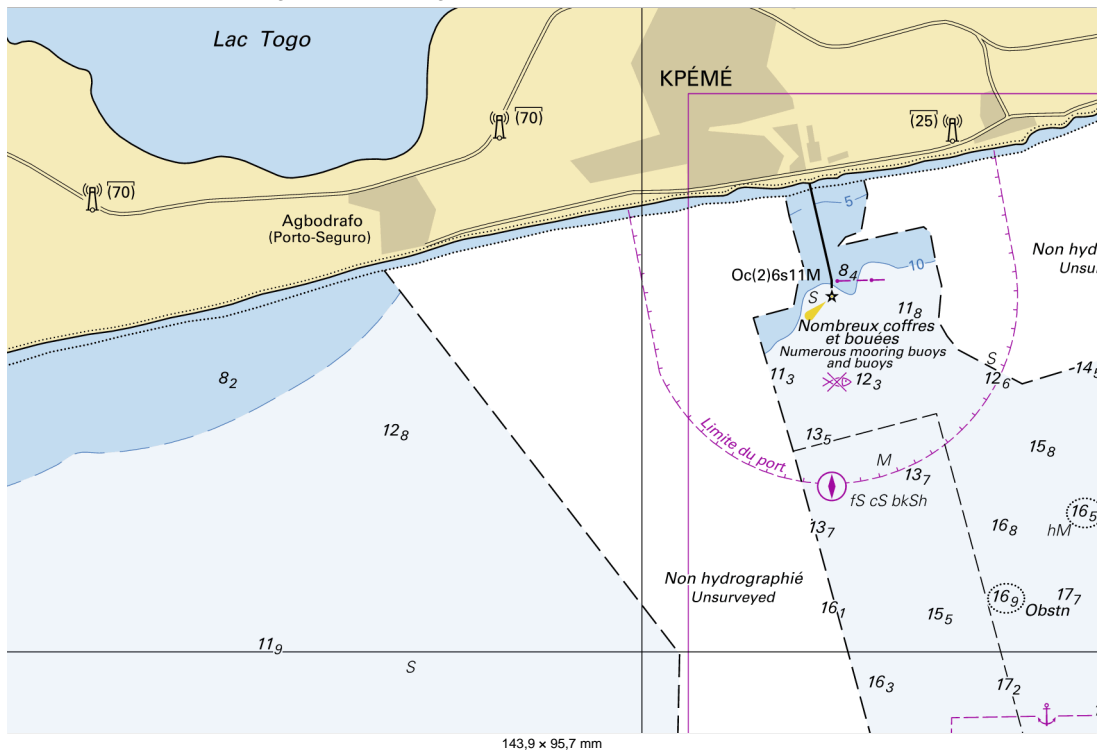 Lac Togo
KPÉMÉ
(70)
(25)
(70)
Agbodrafo
(Porto-Seguro)
5
Non hyd
Unsu
10
Oc(2)6s11M
8₄
S
11₈
Nombreux coffres
et bouées
Numerous mooring buoys
and buoys
S
11₃
12₃
12₆
14₅
8₂
12₈
13₅
Limite du port
M
15₈
13₇
fS cS bkSh
16₅
13₇
16₈
hM
Non hydrographié
Unsurveyed
16₉
17₇
16₁
15₅
Obstn
11₉
S
16₃
17₂
143,9 × 95,7 mm